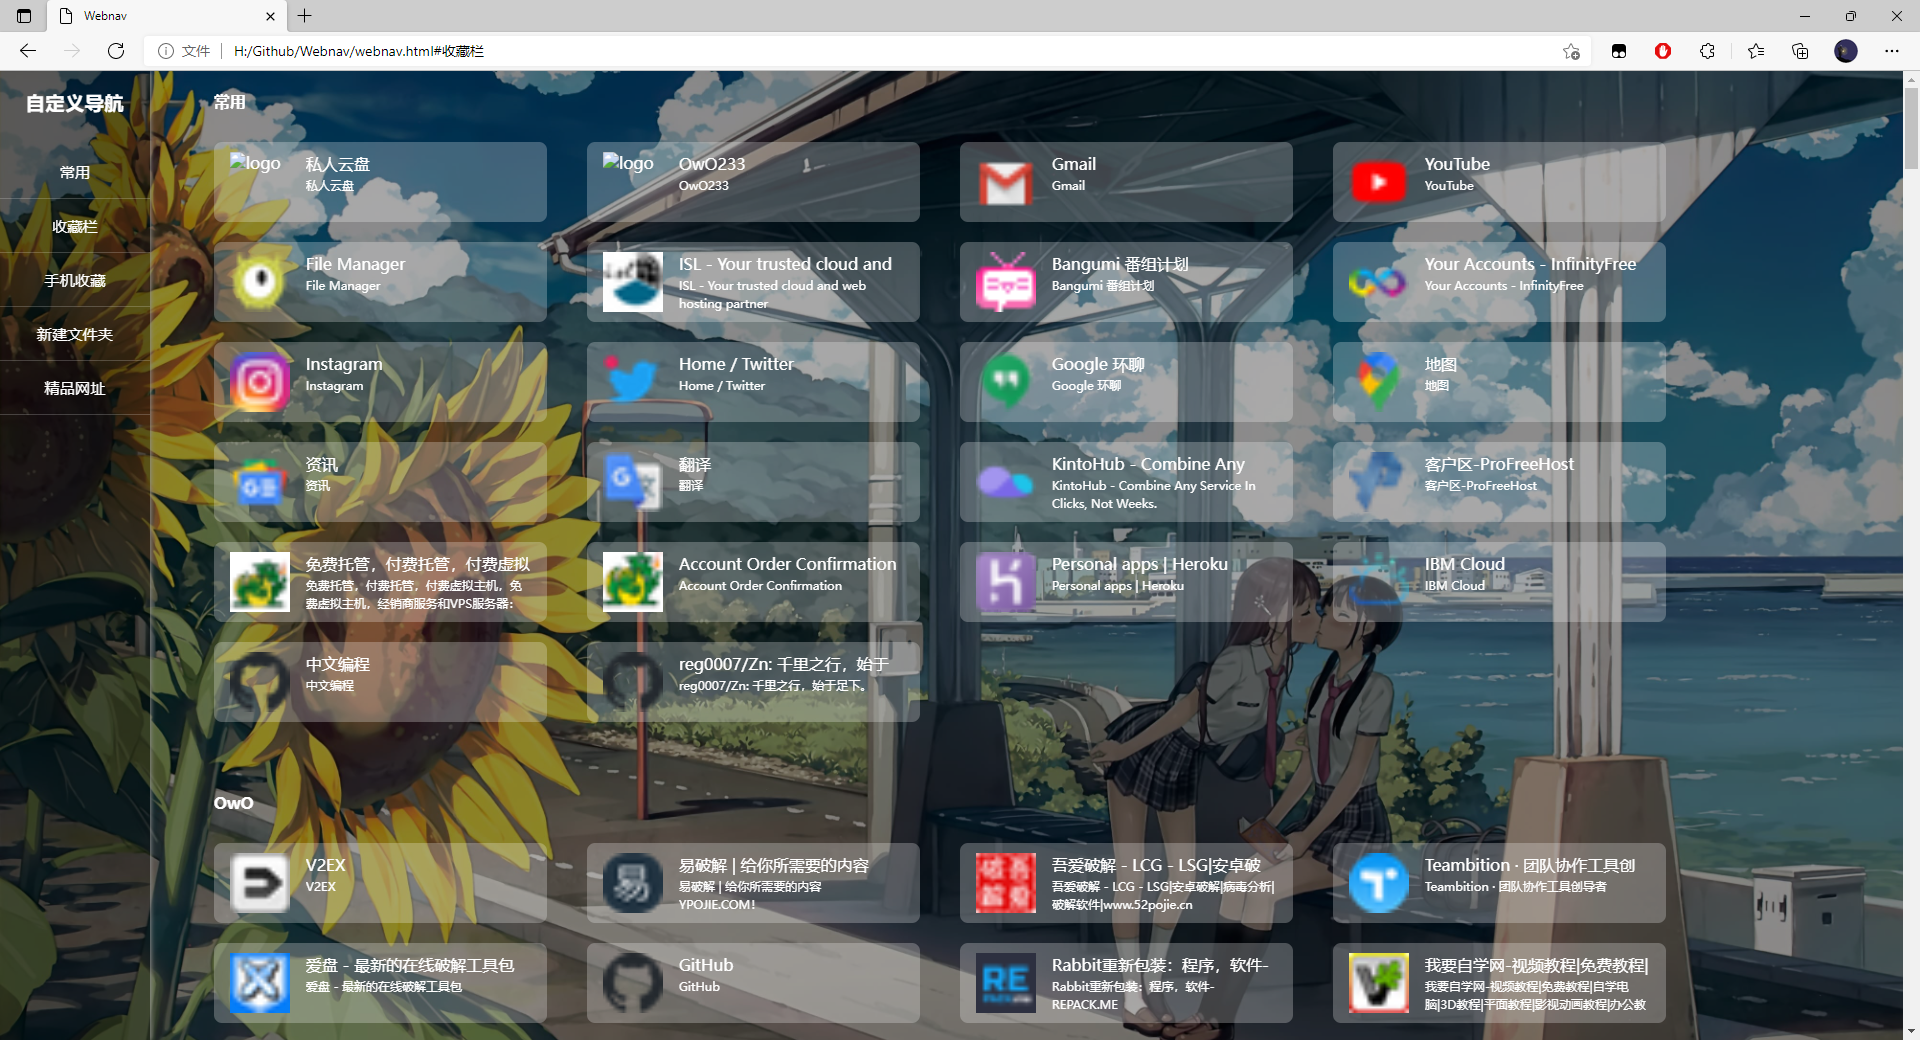 Webnav
文件
H:/Github/Webnav/webnav.html#收藏栏
自定义导航
常用
收藏栏
手机收藏
新建文件夹
精品网址
常用
logo
私人云盘
私人云盘
logo
OwO233
OwO233
Gmail
Gmail
YouTube
YouTube
File Manager
File Manager
ISL - Your trusted cloud and
ISL - Your trusted cloud and web
hosting partner
Bangumi 番组计划
Bangumi 番组计划
Your Accounts - InfinityFree
Your Accounts - InfinityFree
Instagram
Instagram
Home / Twitter
Home / Twitter
Google 环聊
Google 环聊
地图
地图
资讯
资讯
翻译
翻译
KintoHub - Combine Any
KintoHub - Combine Any Service In
Clicks, Not Weeks.
客户区-ProFreeHost
客户区-ProFreeHost
免费托管，付费托管，付费虚拟
免费托管，付费托管，付费虚拟主机，免
费虚拟主机，经销商服务和VPS服务器：
Account Order Confirmation
Account Order Confirmation
Personal apps | Heroku
Personal apps | Heroku
IBM Cloud
IBM Cloud
中文编程
中文编程
reg0007/Zn: 千里之行，始于
reg0007/Zn: 千里之行，始于足下。
OwO
V2EX
V2EX
易破解 | 给你所需要的内容
易破解 | 给你所需要的内容
YPOJIE.COM！
吾爱破解 - LCG - LSG|安卓破
吾爱破解 - LCG - LSG|安卓破解|病毒分析|
破解软件|www.52pojie.cn
Teambition · 团队协作工具创
Teambition · 团队协作工具创导者
爱盘 - 最新的在线破解工具包
爱盘 - 最新的在线破解工具包
GitHub
GitHub
Rabbit重新包装：程序，软件-
Rabbit重新包装：程序，软件-
REPACK.ME
我要自学网-视频教程|免费教程|
我要自学网-视频教程|免费教程|自学电
脑|3D教程|平面教程|影视动画教程|办公教